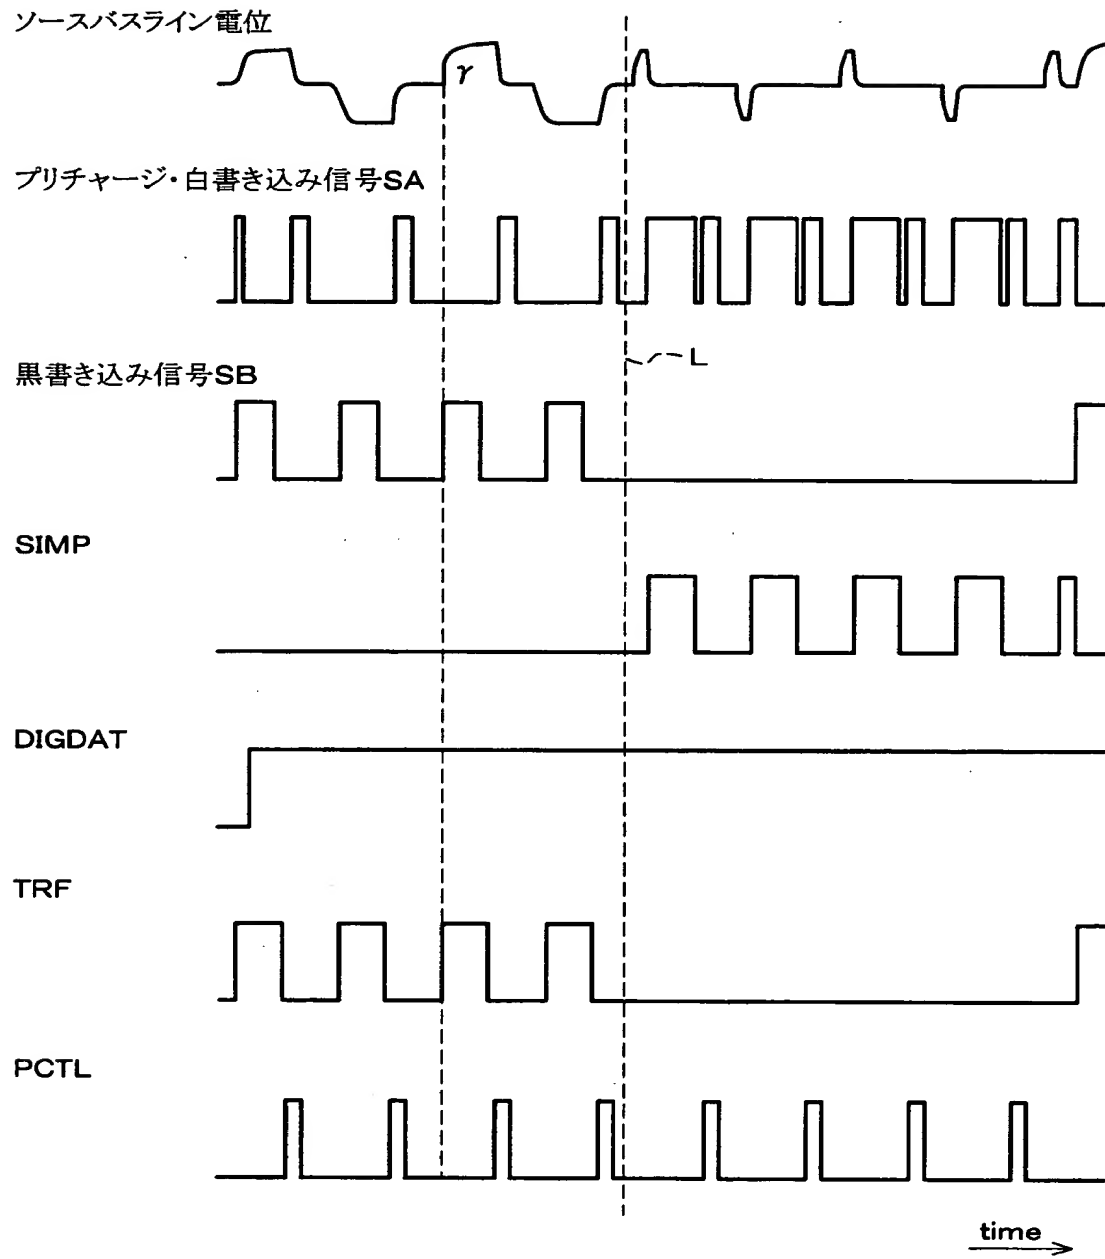 ソースバスライン電位
γ
プリチャージ・白書き込み信号SA
L
黒書き込み信号SB
SIMP
DIGDAT
TRF
PCTL
time